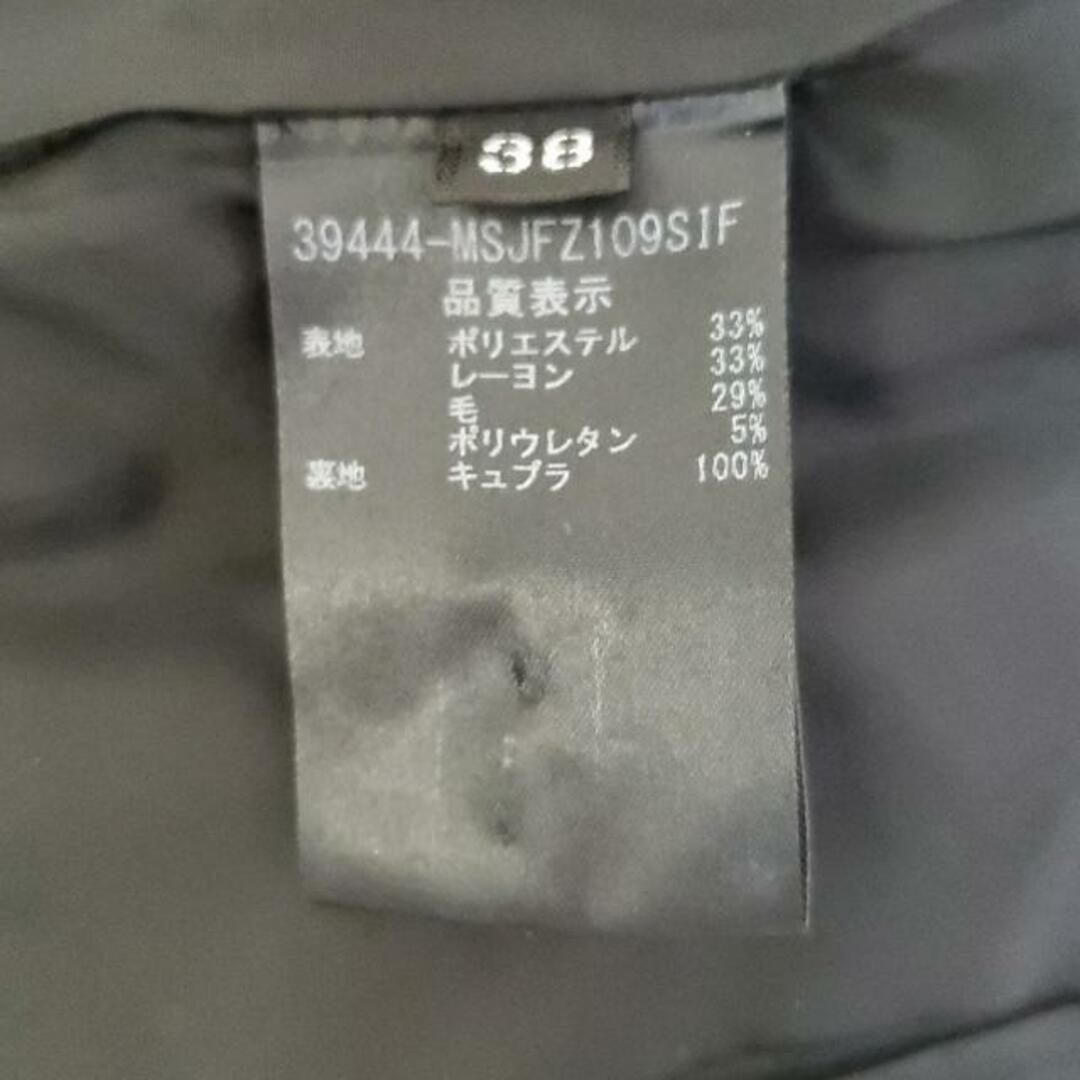 38
39444-MSJFZ109SIF
品質表示
表地 ポリエステル 33%
レーヨン 33%
毛 29%
ポリウレタン 5%
裏地 キュプラ 100%